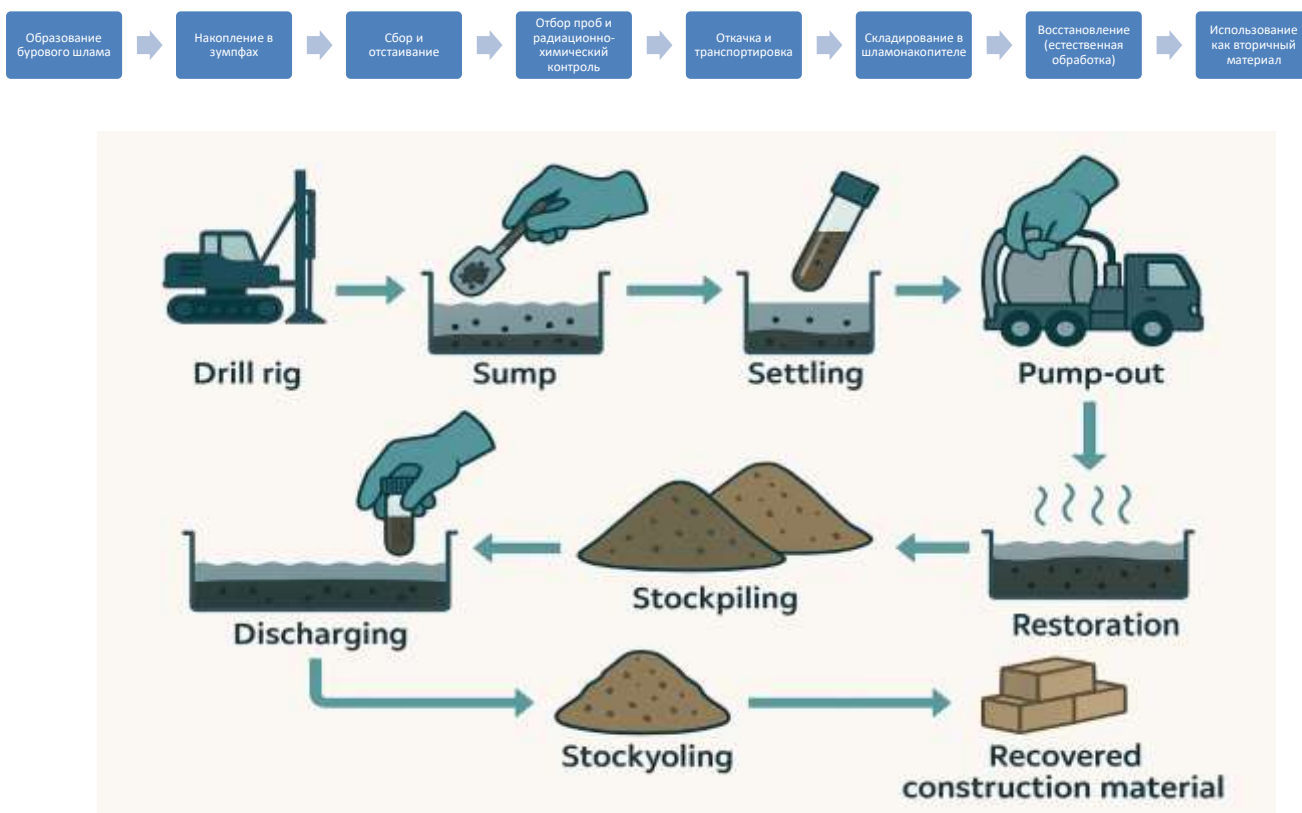 Образование
бурового шлама
Накопление в
зумпфах
Сбор и
отстаивание
Отбор проб и
радиационно-
химический
контроль
Откачка и
транспортировка
Складирование в
шламонакопителе
Восстановление
(естественная
обработка)
Использование
как вторичный
материал
Drill rig
Sump
Settling
Pump-out
Discharging
Stockpiling
Restoration
Stockyoling
Recovered
construction material